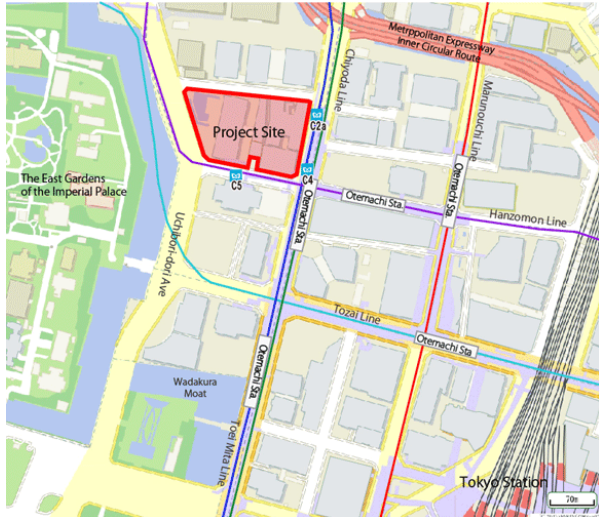 Metrppolitan Expressway
Inner Circular Route
Chiyoda Line
Marunouchi Line
Project Site
C2a
C4
C5
The East Gardens
of the Imperial Palace
Otemachi Sta.
Otemachi Sta.
Otemachi Sta.
Hanzomon Line
Uchibori-dori Ave
Tozai Line
Otemachi Sta
Otemachi Sta.
Wadakura
Moat
Toei Mita Line
Tokyo Station
70m